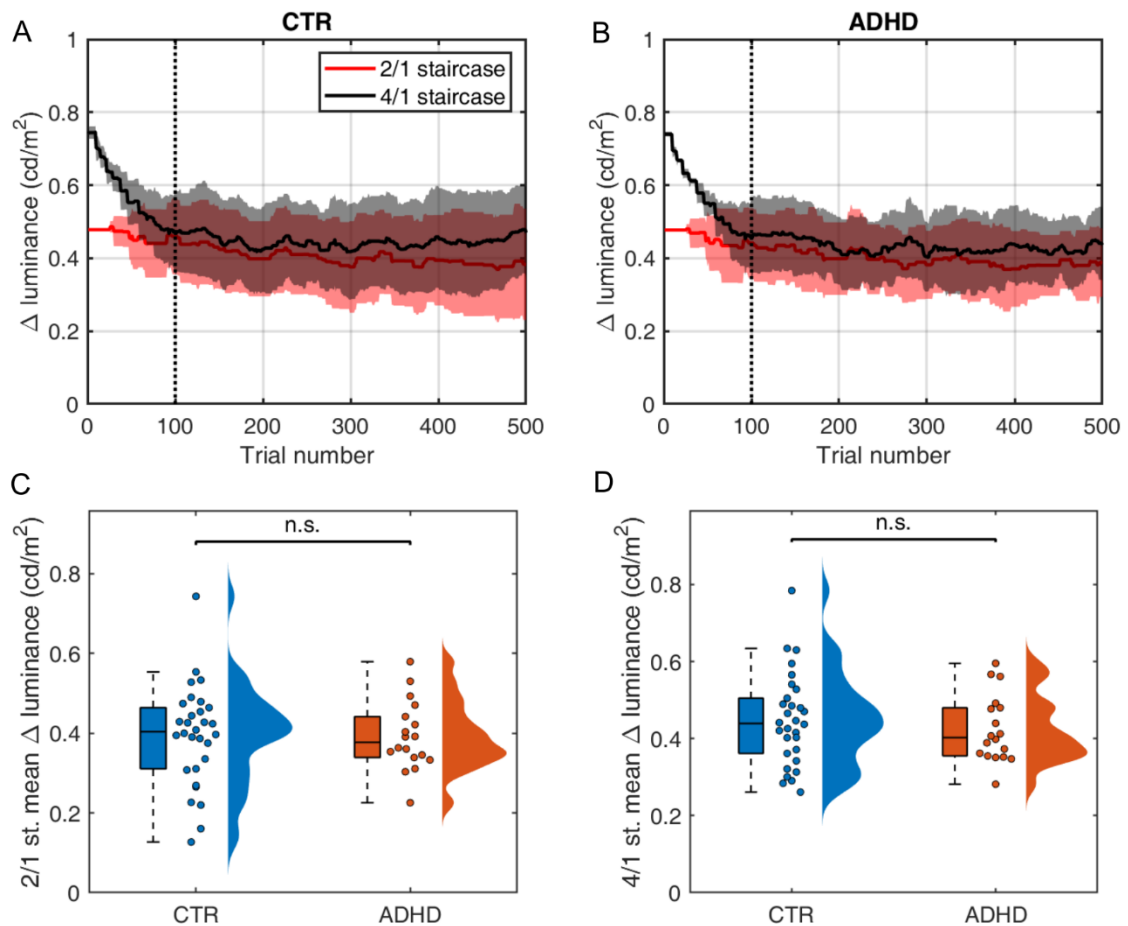 A
CTR
2/1 staircase
4/1 staircase
Δ luminance (cd/m²)
1
0.8
0.6
0.4
0.2
0
0 100 200 300 400 500
Trial number
B
ADHD
Δ luminance (cd/m²)
1
0.8
0.6
0.4
0.2
0
0 100 200 300 400 500
Trial number
C
n.s.
2/1 st. mean Δ luminance (cd/m²)
0.8
0.6
0.4
0.2
0
CTR ADHD
D
n.s.
4/1 st. mean Δ luminance (cd/m²)
0.8
0.6
0.4
0.2
0
CTR ADHD